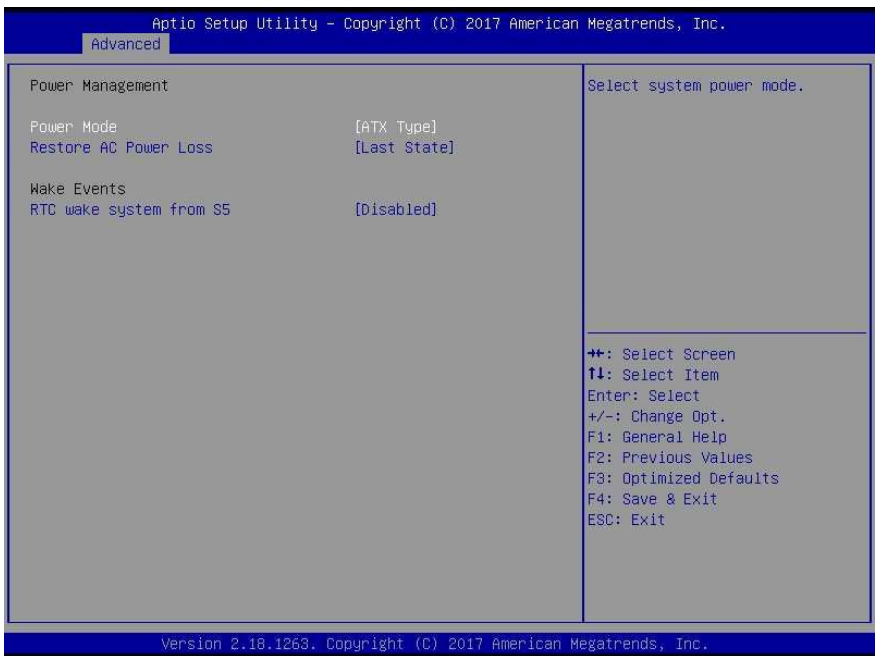 Aptio Setup Utility – Copyright (C) 2017 American Megatrends, Inc.
Advanced
Power Management
Power Mode [ATX Type]
Restore AC Power Loss [Last State]
Wake Events
RTC wake system from S5 [Disabled]
Select system power mode.
→←: Select Screen
↑↓: Select Item
Enter: Select
+/-: Change Opt.
F1: General Help
F2: Previous Values
F3: Optimized Defaults
F4: Save & Exit
ESC: Exit
Version 2.18.1263. Copyright (C) 2017 American Megatrends, Inc.